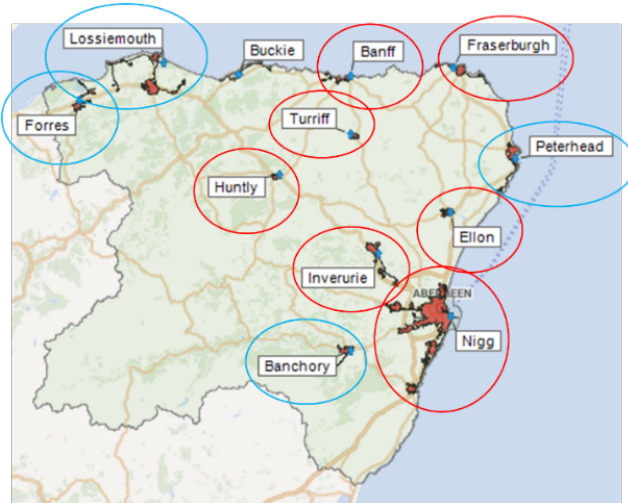 Lossiemouth
Buckie
Banff
Fraserburgh
Forres
Turriff
Peterhead
Huntly
Ellon
Inverurie
ABERDEEN
Nigg
Banchory